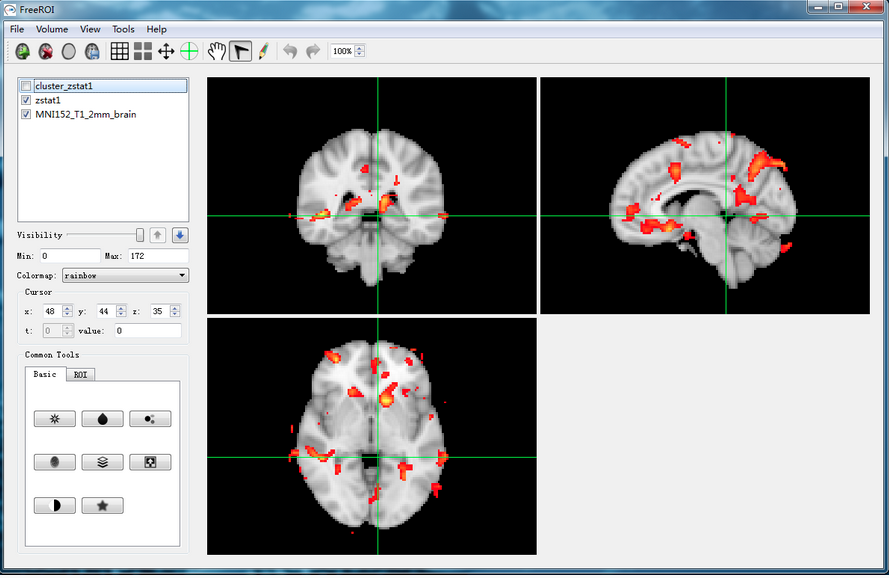 FreeROI
File Volume View Tools Help
100%
cluster_zstat1
zstat1
MNI152_T1_2mm_brain
Visibility
Min: 0 Max: 172
Colormap: rainbow
Cursor
x: 48 y: 44 z: 35
t: 0 value: 0
Common Tools
Basic ROI